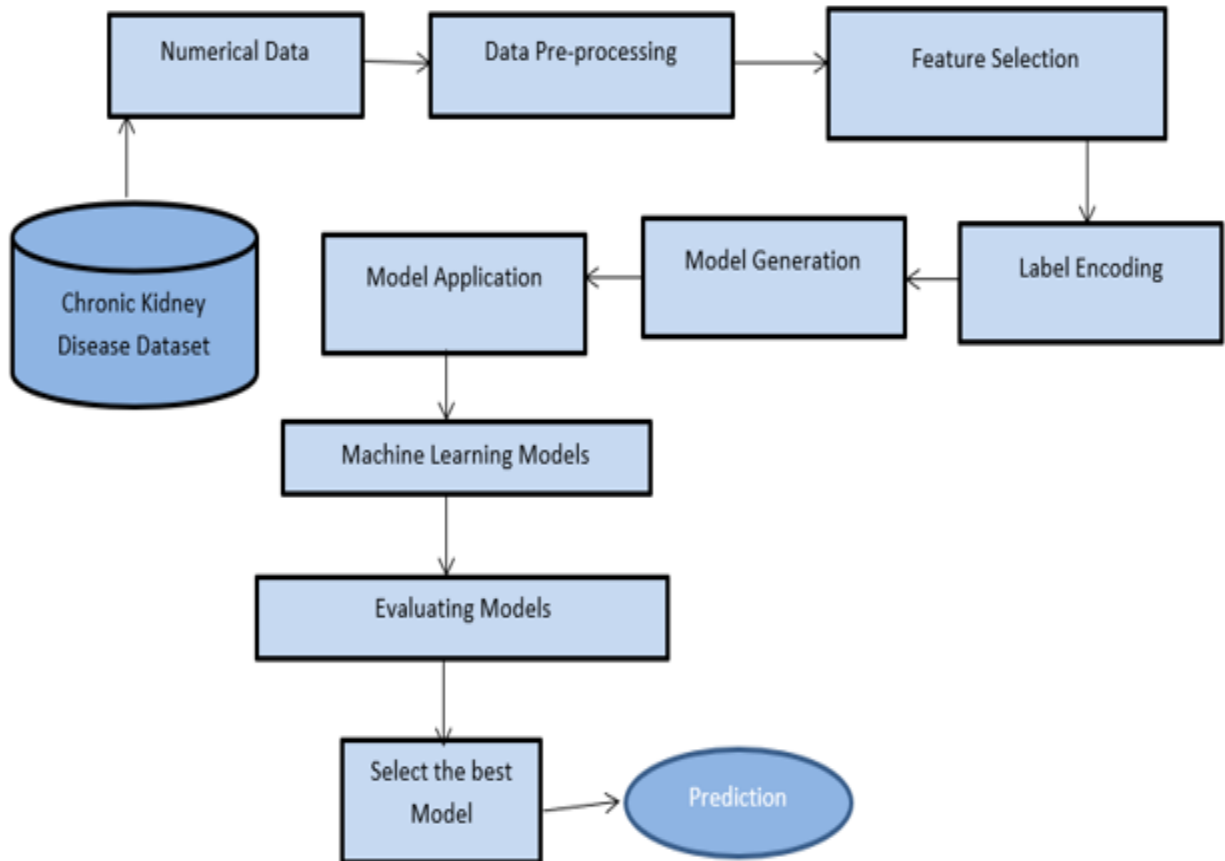 Numerical Data
Data Pre-processing
Feature Selection
Chronic Kidney
Disease Dataset
Model Application
Model Generation
Label Encoding
Machine Learning Models
Evaluating Models
Select the best
Model
Prediction